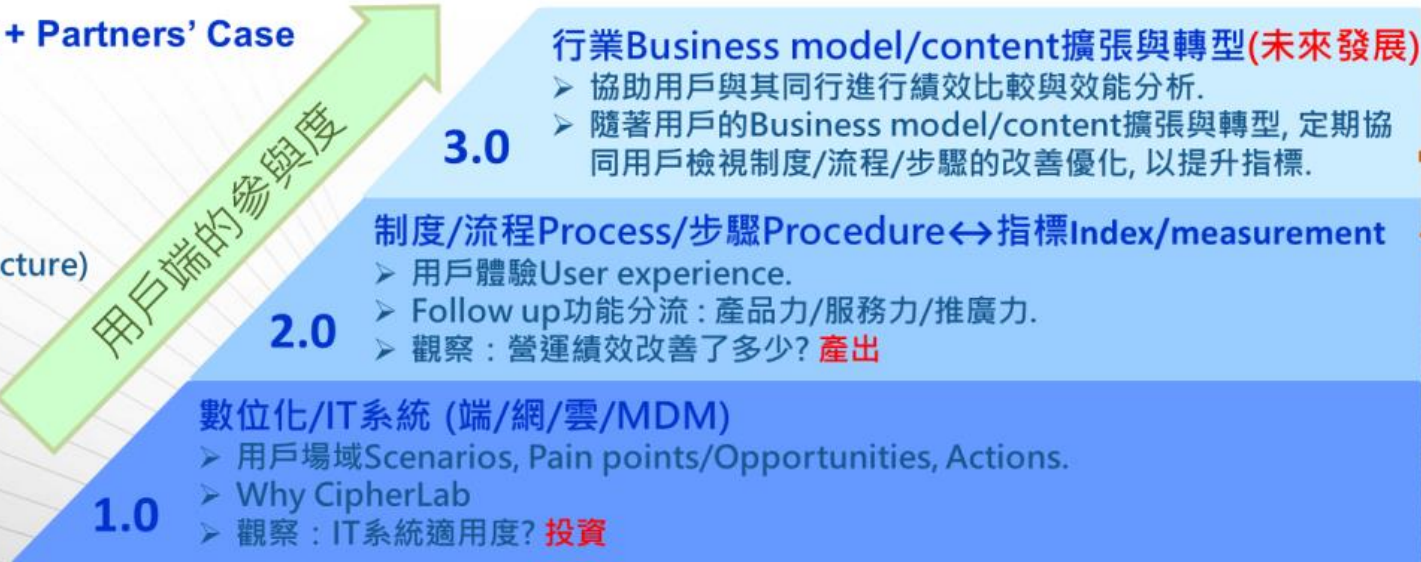 + Partners’ Case
cture)
用戶端的參與度
行業Business model/content擴張與轉型(未來發展)
➢ 協助用戶與其同行進行績效比較與效能分析.
3.0
➢ 隨著用戶的Business model/content擴張與轉型, 定期協
同用戶檢視制度/流程/步驟的改善優化, 以提升指標.
制度/流程Process/步驟Procedure↔指標Index/measurement
➢ 用戶體驗User experience.
2.0
➢ Follow up功能分流 : 產品力/服務力/推廣力.
➢ 觀察：營運績效改善了多少? 產出
數位化/IT系統 (端/網/雲/MDM)
➢ 用戶場域Scenarios, Pain points/Opportunities, Actions.
1.0
➢ Why CipherLab
➢ 觀察：IT系統適用度? 投資